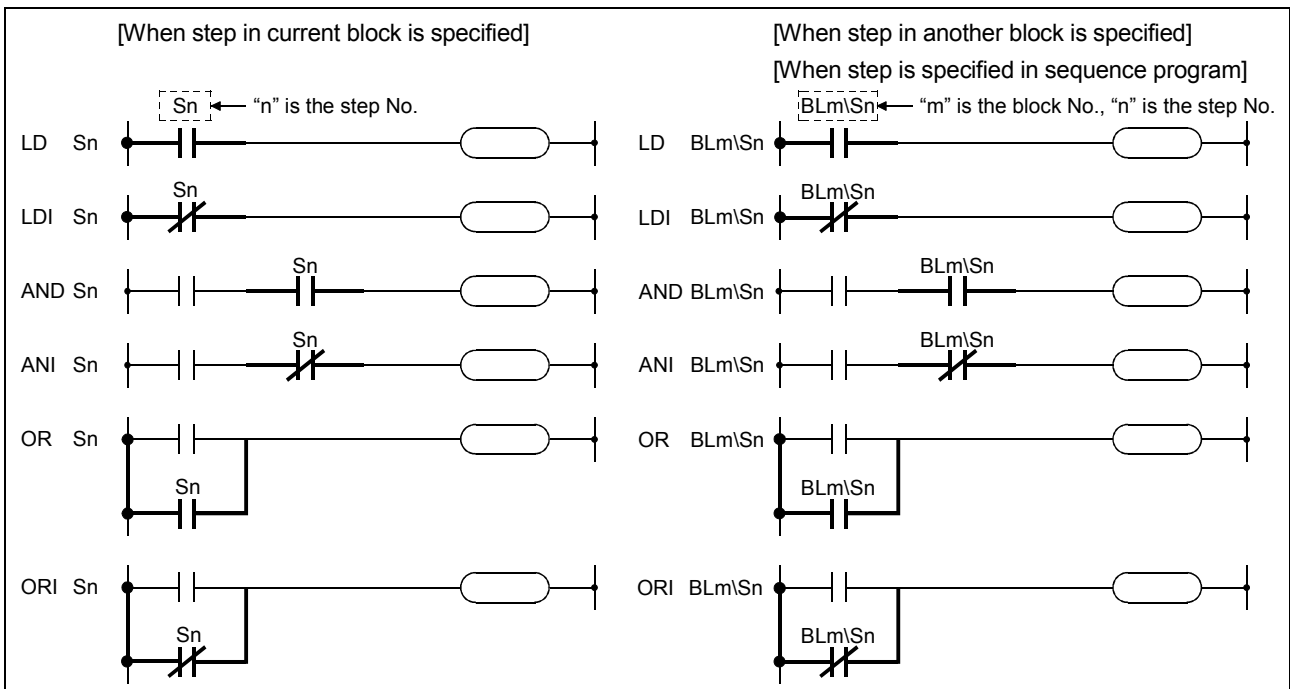 [When step in current block is specified]
Sn
"n" is the step No.
LD Sn
Sn
LDI Sn
Sn
AND Sn
Sn
ANI Sn
OR Sn
Sn
ORI Sn
Sn
[When step in another block is specified]
[When step is specified in sequence program]
BLm\Sn
"m" is the block No., "n" is the step No.
LD BLm\Sn
BLm\Sn
LDI BLm\Sn
BLm\Sn
AND BLm\Sn
BLm\Sn
ANI BLm\Sn
OR BLm\Sn
BLm\Sn
ORI BLm\Sn
BLm\Sn